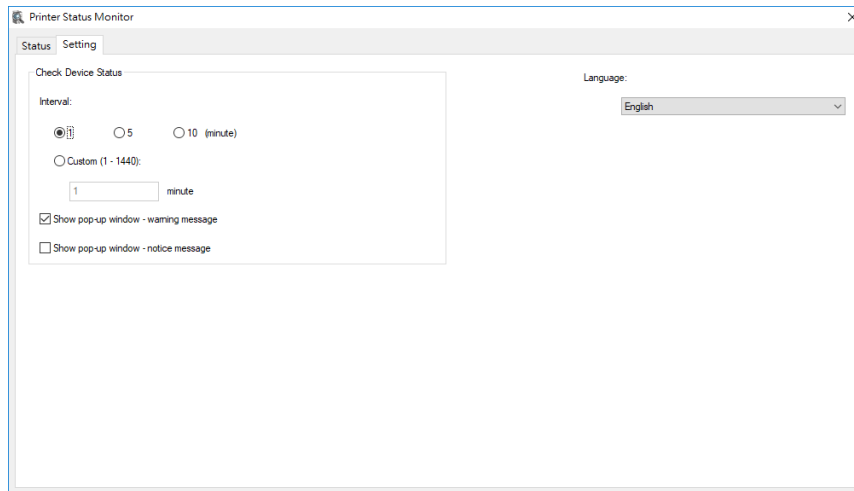 Printer Status Monitor
Status Setting
Check Device Status
Language:
Interval:
English
1 5 10 (minute)
Custom (1 - 1440):
1 minute
Show pop-up window - warning message
Show pop-up window - notice message